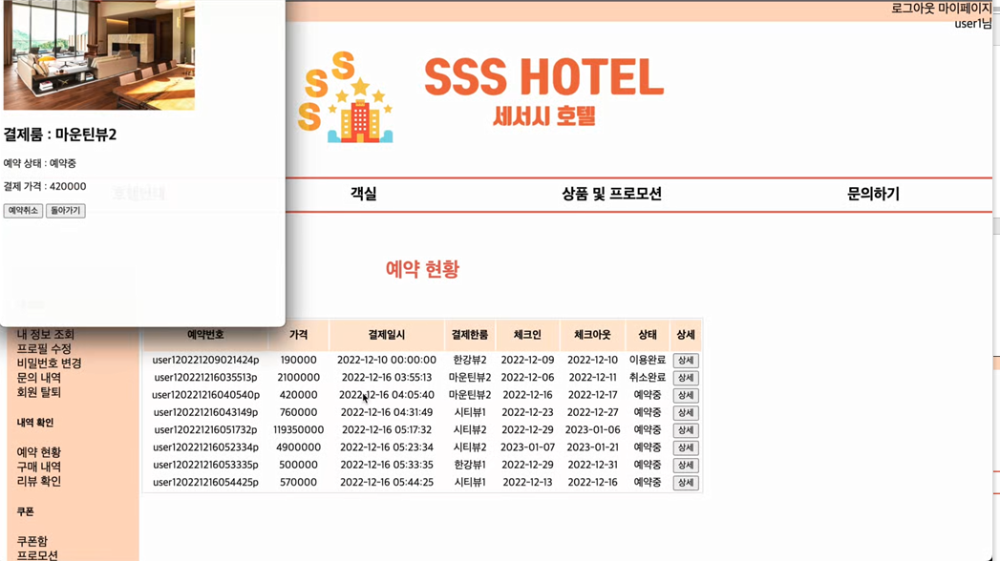 로그아웃 마이페이지
user1님
S
S
S
SSS HOTEL
세서시 호텔
결제룸 : 마운틴뷰2
예약 상태 : 예약중
결제 가격 : 420000
예약취소 돌아가기
객실 상품 및 프로모션 문의하기
예약 현황
내 정보 조회
프로필 수정
비밀번호 변경
문의 내역
회원 탈퇴
내역 확인
예약 현황
구매 내역
리뷰 확인
쿠폰
쿠폰함
프로모션
예약번호 가격 결제일시 결제한룸 체크인 체크아웃 상태 상세
user120221209021424p 190000 2022-12-10 00:00:00 한강뷰2 2022-12-09 2022-12-10 이용완료 상세
user120221216035513p 2100000 2022-12-16 03:55:13 마운틴뷰2 2022-12-06 2022-12-11 취소완료 상세
user120221216040540p 420000 2022-12-16 04:05:40 마운틴뷰2 2022-12-16 2022-12-17 예약중 상세
user120221216043149p 760000 2022-12-16 04:31:49 시티뷰1 2022-12-23 2022-12-27 예약중 상세
user120221216051732p 119350000 2022-12-16 05:17:32 시티뷰2 2022-12-29 2023-01-06 예약중 상세
user120221216052334p 4900000 2022-12-16 05:23:34 시티뷰2 2023-01-07 2023-01-21 예약중 상세
user120221216053335p 500000 2022-12-16 05:33:35 한강뷰1 2022-12-29 2022-12-31 예약중 상세
user120221216054425p 570000 2022-12-16 05:44:25 시티뷰1 2022-12-13 2022-12-16 예약중 상세